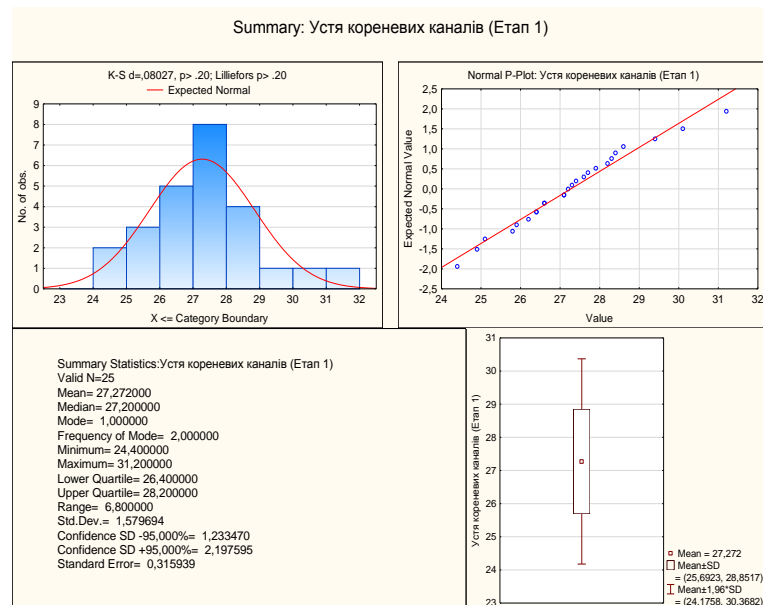 Summary: Устя кореневих каналів (Етап 1)
K-S d=,08027, p> .20; Lilliefors p> .20
Expected Normal
9
8
7
6
5
4
3
2
1
0
No. of obs.
23 24 25 26 27 28 29 30 31 32
X <= Category Boundary
Normal P-Plot: Устя кореневих каналів (Етап 1)
2,5
2,0
1,5
1,0
0,5
0,0
-0,5
-1,0
-1,5
-2,0
-2,5
Expected Normal Value
24 25 26 27 28 29 30 31 32
Value
Summary Statistics:Устя кореневих каналів (Етап 1)
Valid N=25
Mean= 27,272000
Median= 27,200000
Mode= 1,000000
Frequency of Mode= 2,000000
Minimum= 24,400000
Maximum= 31,200000
Lower Quartile= 26,400000
Upper Quartile= 28,200000
Range= 6,800000
Std.Dev.= 1,579694
Confidence SD -95,000%= 1,233470
Confidence SD +95,000%= 2,197595
Standard Error= 0,315939
31
30
29
28
27
26
25
24
23
Устя кореневих каналів (Етап 1)
Mean = 27,272
Mean±SD
= (25,6923, 28,8517)
Mean±1,96*SD
= (24,1758, 30,3682)